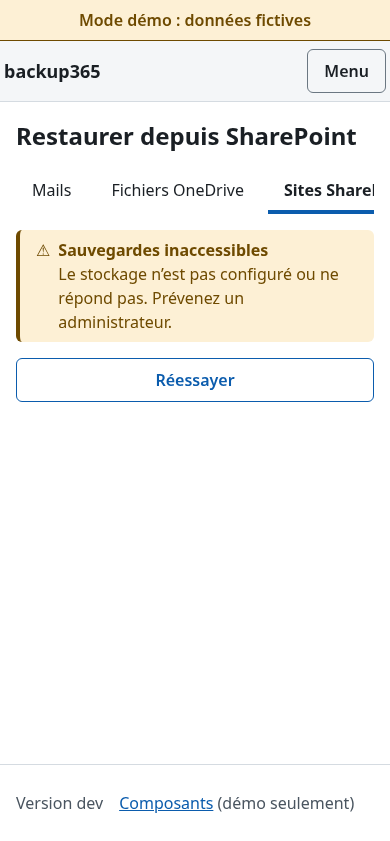 Mode démo : données fictives
backup365
Menu
Restaurer depuis SharePoint
Mails
Fichiers OneDrive
Sites Share
⚠ Sauvegardes inaccessibles
Le stockage n’est pas configuré ou ne
répond pas. Prévenez un
administrateur.
Réessayer
Version dev Composants (démo seulement)